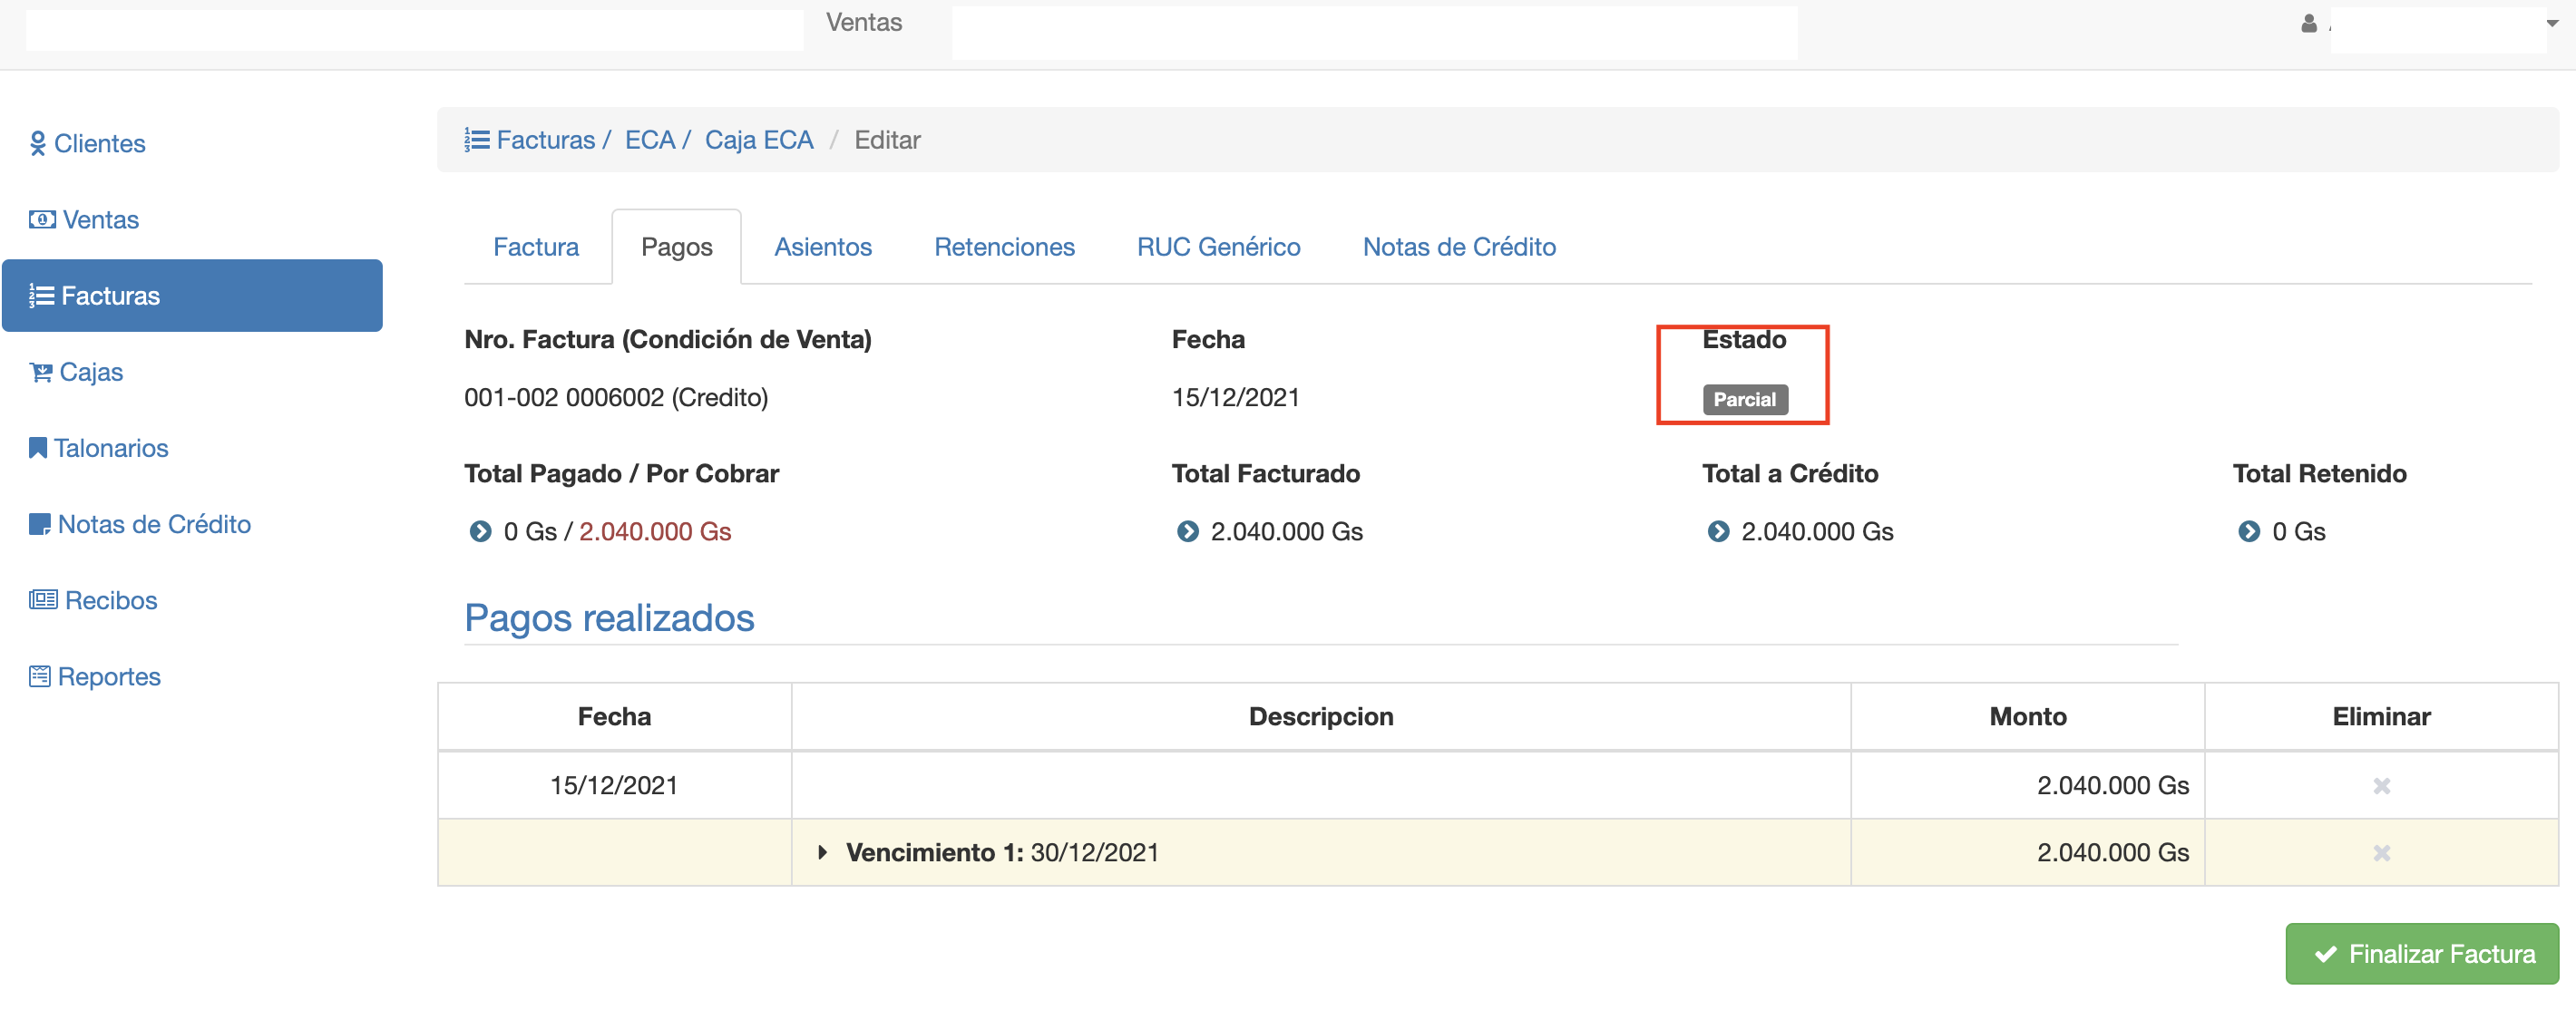 Ventas
Clientes
Ventas
Facturas
Cajas
Talonarios
Notas de Crédito
Recibos
Reportes
Facturas / ECA / Caja ECA / Editar
Factura Pagos Asientos Retenciones RUC Genérico Notas de Crédito
Nro. Factura (Condición de Venta) Fecha Estado
001-002 0006002 (Credito) 15/12/2021 Parcial
Total Pagado / Por Cobrar Total Facturado Total a Crédito Total Retenido
0 Gs / 2.040.000 Gs 2.040.000 Gs 2.040.000 Gs 0 Gs
Pagos realizados
Fecha Descripcion Monto Eliminar
15/12/2021 2.040.000 Gs
Vencimiento 1: 30/12/2021 2.040.000 Gs
Finalizar Factura